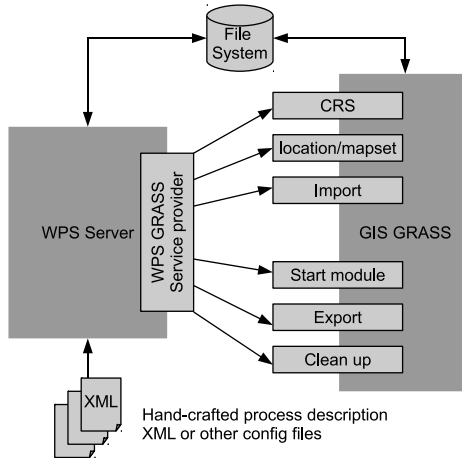 File
System
CRS
location/mapset
Import
WPS Server
WPS GRASS
Service provider
GIS GRASS
Start module
Export
Clean up
XML
Hand-crafted process description
XML or other config files